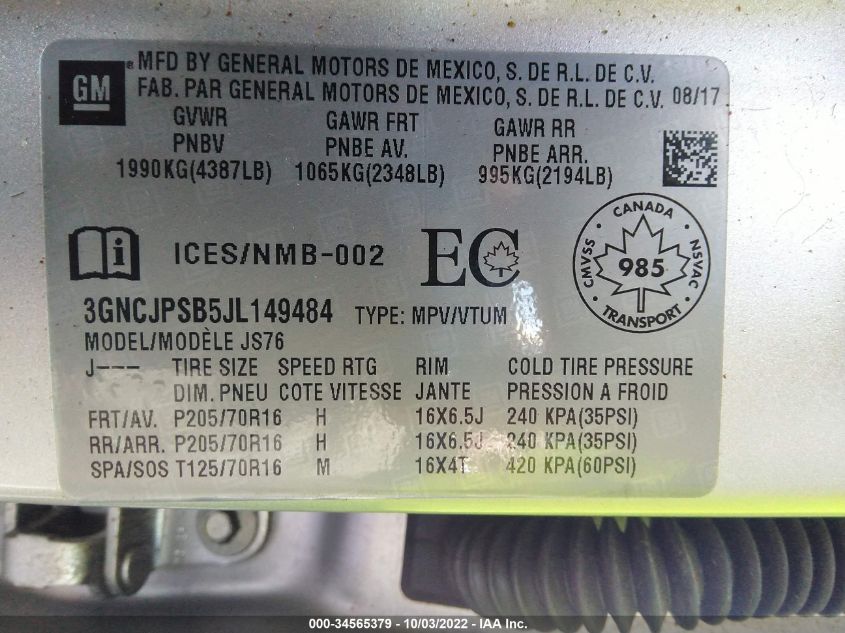 GM
® MFD BY GENERAL MOTORS DE MEXICO, S. DE R.L. DE C.V.
FAB. PAR GENERAL MOTORS DE MEXICO, S. DE R.L. DE C.V. 08/17
GVWR GAWR FRT GAWR RR
PNBV PNBE AV. PNBE ARR.
1990KG(4387LB) 1065KG(2348LB) 995KG(2194LB)
i ICES/NMB-002 EC
CANADA
CMVSS 985 NSVAC
TRANSPORT
3GNCJPSB5JL149484 TYPE: MPV/VTUM
MODEL/MODÈLE JS76
J--- TIRE SIZE SPEED RTG RIM COLD TIRE PRESSURE
DIM. PNEU COTE VITESSE JANTE PRESSION A FROID
FRT/AV. P205/70R16 H 16X6.5J 240 KPA(35PSI)
RR/ARR. P205/70R16 H 16X6.5J 240 KPA(35PSI)
SPA/SOS T125/70R16 M 16X4T 420 KPA(60PSI)
000-34565379 - 10/03/2022 - IAA Inc.